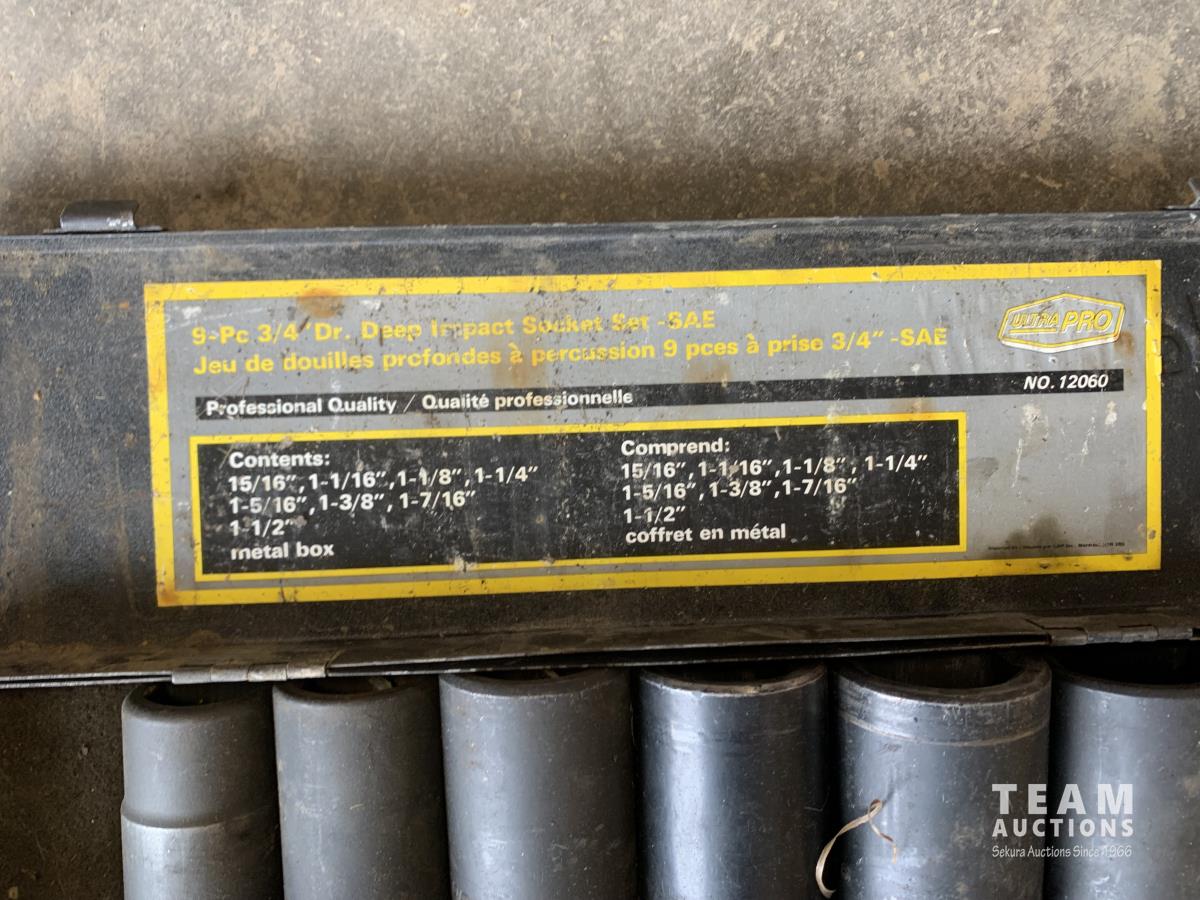 9-Pc 3/4" Dr. Deep Impact Socket Set -SAE
Jeu de douilles profondes à percussion 9 pces à prise 3/4" -SAE
ULTRA PRO
Professional Quality / Qualité professionnelle
NO. 12060
Contents:
15/16", 1-1/16", 1-1/8", 1-1/4"
1-5/16", 1-3/8", 1-7/16"
1-1/2"
metal box
Comprend:
15/16", 1-1/16", 1-1/8", 1-1/4"
1-5/16", 1-3/8", 1-7/16"
1-1/2"
coffret en métal
TEAM
AUCTIONS
Sekura Auctions Since 1966